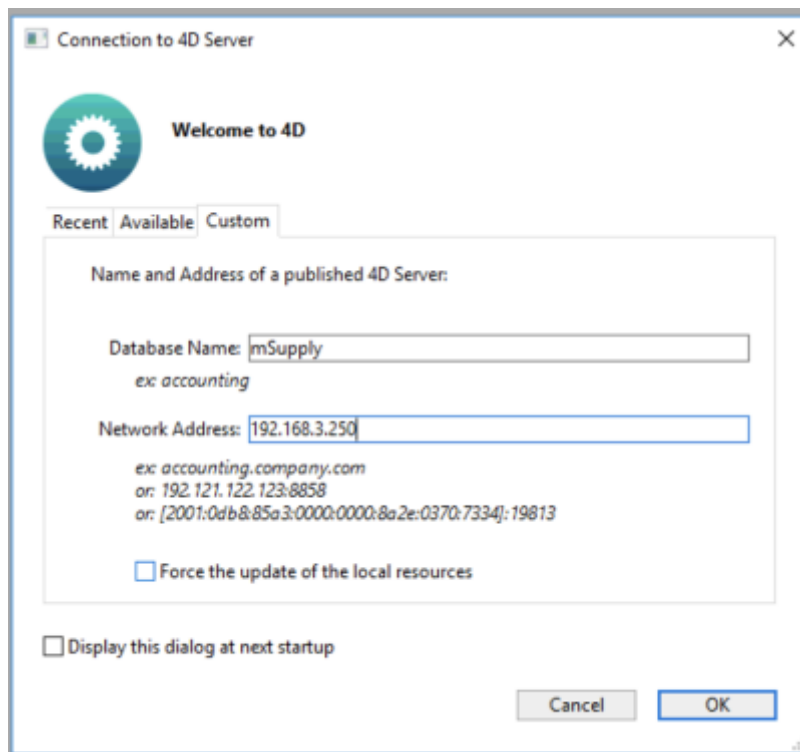 Connection to 4D Server
Welcome to 4D
Recent Available Custom
Name and Address of a published 4D Server:
Database Name: mSupply
ex: accounting
Network Address: 192.168.3.250
ex: accounting.company.com
or: 192.121.122.123:8858
or: [2001:0db8:85a3:0000:0000:8a2e:0370:7334]:19813
Force the update of the local resources
Display this dialog at next startup
Cancel OK